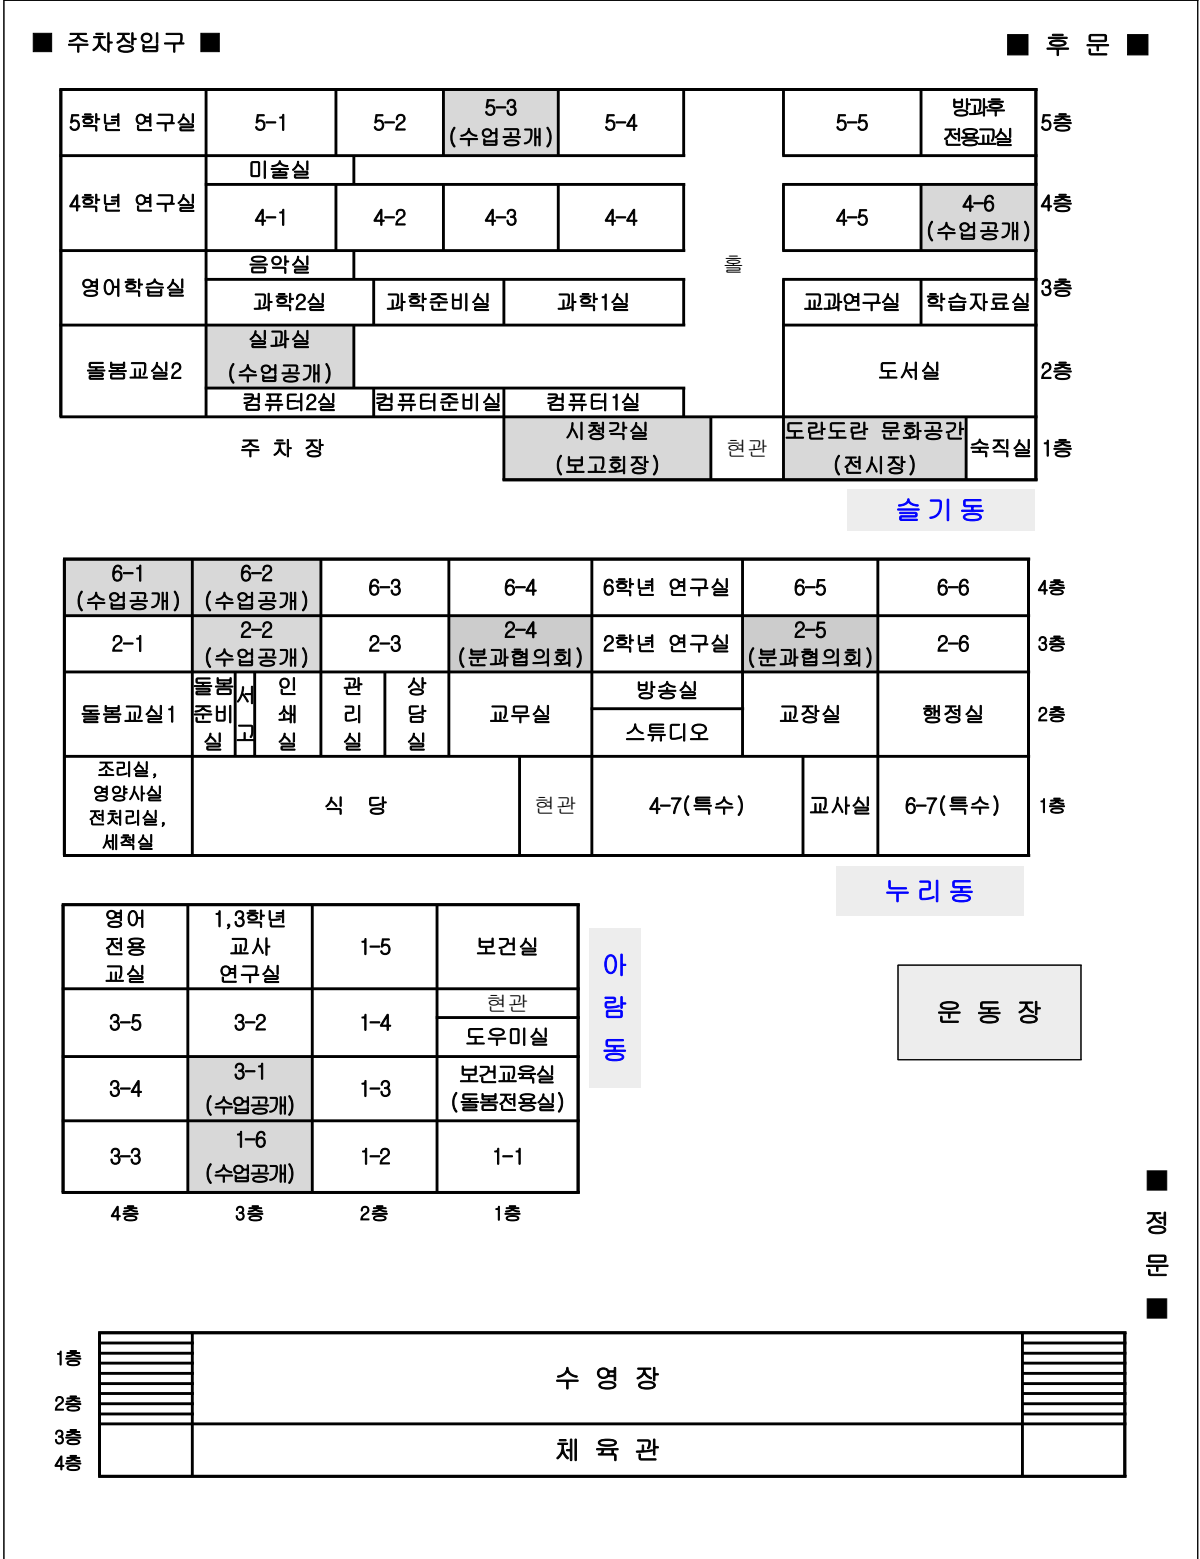 ■ 주차장입구 ■
■ 후 문 ■
5학년 연구실
5-1
5-2
5-3
(수업공개)
5-4
5-5
방과후
전용교실
5층
미술실
4학년 연구실
4-1
4-2
4-3
4-4
4-5
4-6
(수업공개)
4층
음악실
홀
영어학습실
과학2실
과학준비실
과학1실
교과연구실
학습자료실
3층
실과실
(수업공개)
돌봄교실2
도서실
2층
컴퓨터2실
컴퓨터준비실
컴퓨터1실
주 차 장
시청각실
(보고회장)
현관
도란도란 문화공간
(전시장)
숙직실
1층
슬기동
6-1
(수업공개)
6-2
(수업공개)
6-3
6-4
6학년 연구실
6-5
6-6
4층
2-1
2-2
(수업공개)
2-3
2-4
(분과협의회)
2학년 연구실
2-5
(분과협의회)
2-6
3층
돌봄교실1
돌봄
준비
실
서
고
인
쇄
실
관
리
실
상
담
실
교무실
방송실
스튜디오
교장실
행정실
2층
조리실,
영양사실
전처리실,
세척실
식 당
현관
4-7(특수)
교사실
6-7(특수)
1층
누리동
영어
전용
교실
1,3학년
교사
연구실
1-5
보건실
3-5
3-2
1-4
현관
도우미실
3-4
3-1
(수업공개)
1-3
보건교육실
(돌봄전용실)
3-3
1-6
(수업공개)
1-2
1-1
4층
3층
2층
1층
아
람
동
운 동 장
■
정
문
■
1층
2층
3층
4층
수 영 장
체 육 관